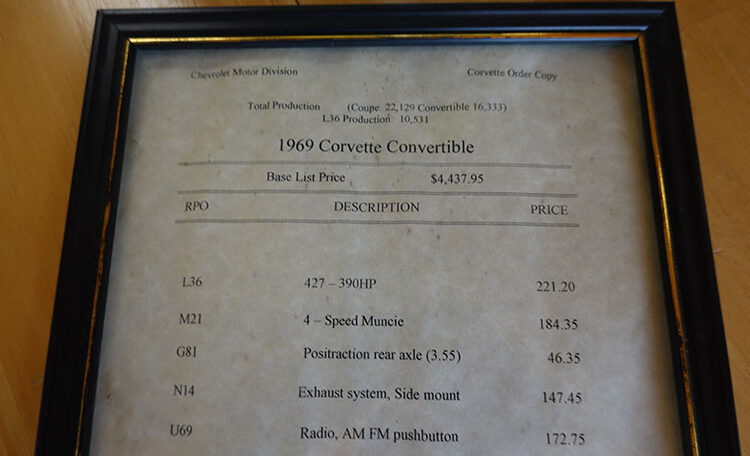 Chevrolet Motor Division Corvette Order Copy
Total Production (Coupe: 22,129 Convertible 16,333)
L36 Production: 10,531
1969 Corvette Convertible
Base List Price $4,437.95
RPO DESCRIPTION PRICE
L36 427 – 390HP 221.20
M21 4 – Speed Muncie 184.35
G81 Positraction rear axle (3.55) 46.35
N14 Exhaust system, Side mount 147.45
U69 Radio, AM FM pushbutton 172.75